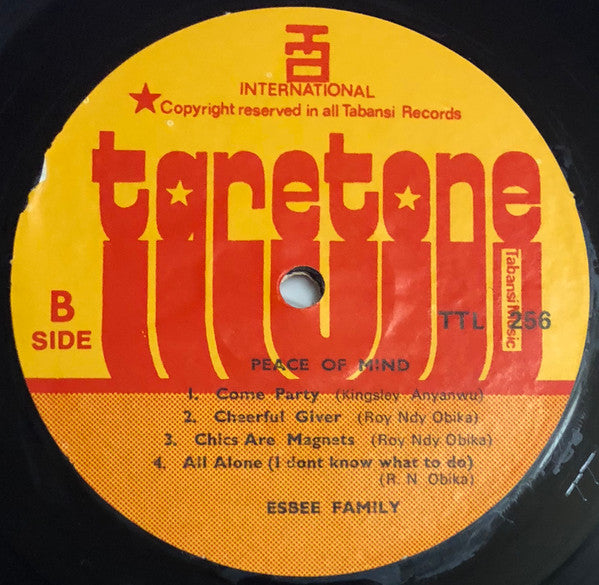 INTERNATIONAL
Copyright reserved in all Tabansi Records
taretone
Tabansi Music
B
SIDE
TTL 256
PEACE OF MIND
1. Come Party (Kingsley Anyanwu)
2. Cheerful Giver (Roy Ndy Obika)
3. Chics Are Magnets (Roy Ndy Obika)
4. All Alone (I dont know what to do)
(R. N Obika)
ESBEE FAMILY